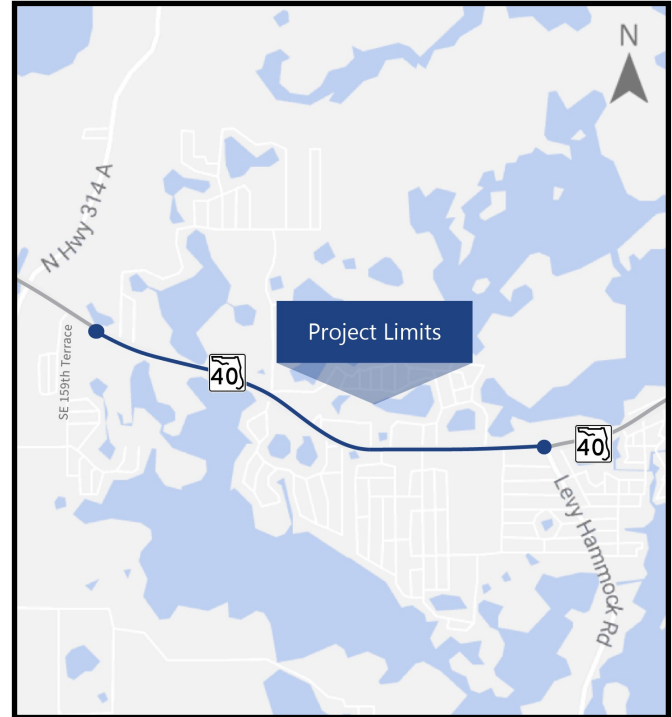 N
N Hwy 314 A
Project Limits
SE 159th Terrace
40
40
Levy Hammock Rd